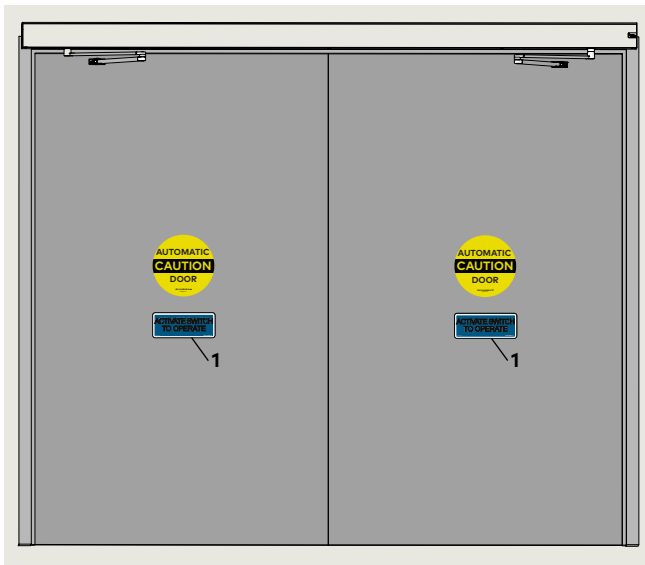 AUTOMATIC
CAUTION
DOOR
ACTIVATE SWITCH
TO OPERATE
1
AUTOMATIC
CAUTION
DOOR
ACTIVATE SWITCH
TO OPERATE
1